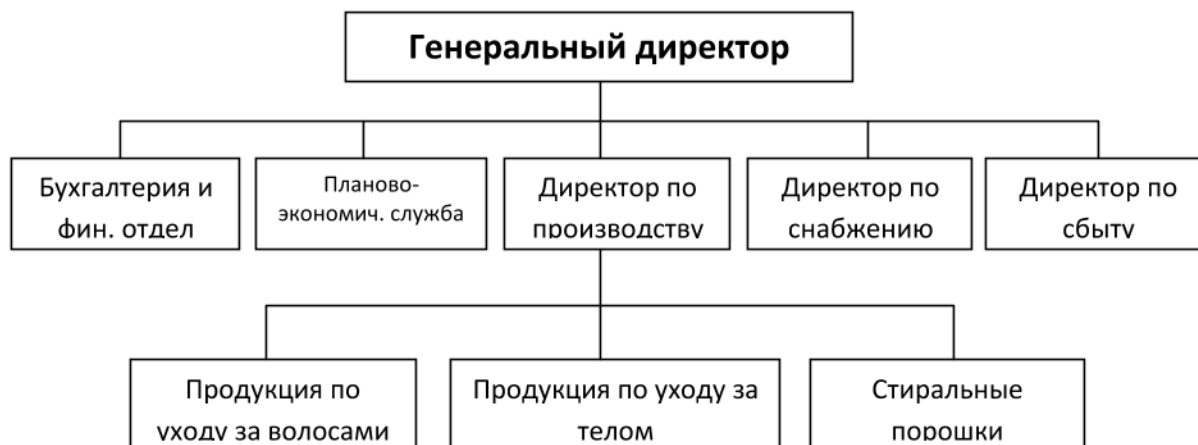 Генеральный директор
Бухгалтерия и
фин. отдел
Планово-
экономич. служба
Директор по
производству
Директор по
снабжению
Директор по
сбыту
Продукция по
уходу за волосами
Продукция по уходу за
телом
Стиральные
порошки